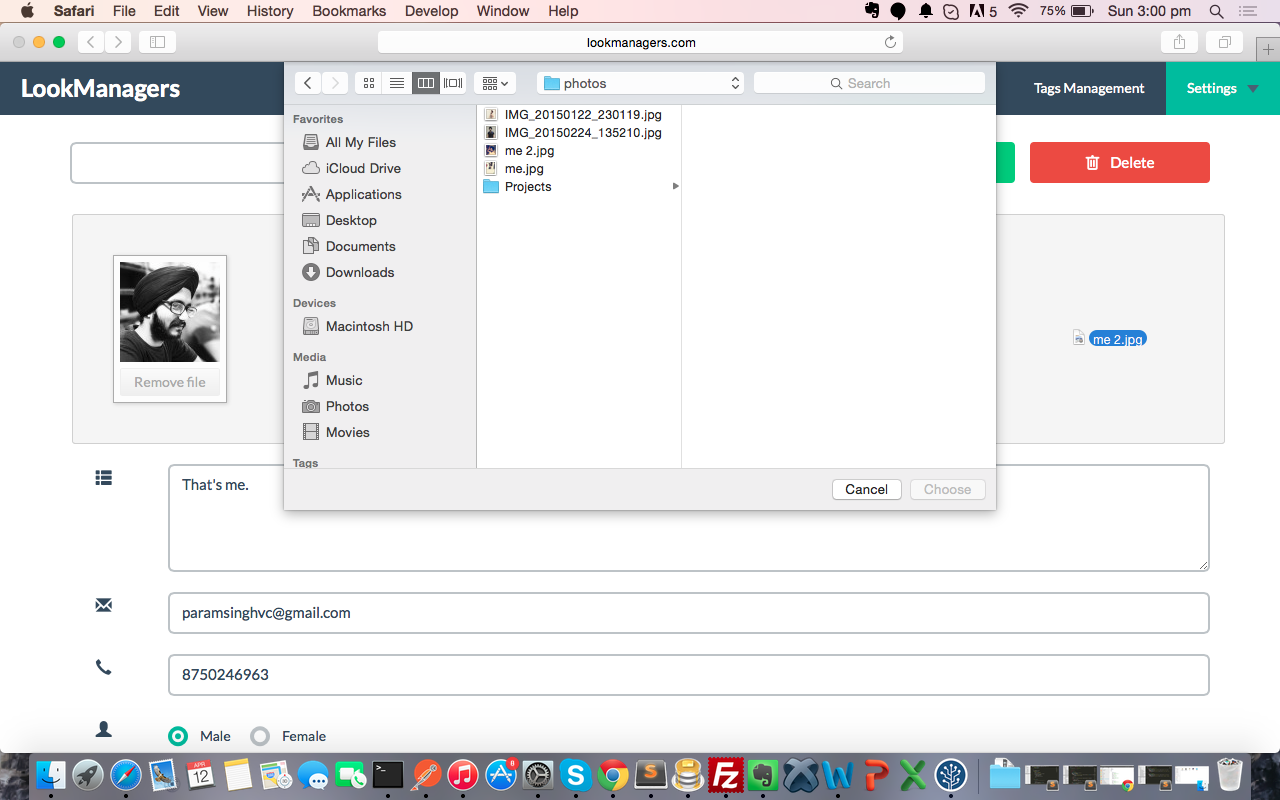 Safari File Edit View History Bookmarks Develop Window Help 5 75% Sun 3:00 pm
lookmanagers.com
LookManagers
photos
Search
Tags Management
Settings
Favorites
All My Files
iCloud Drive
Applications
Desktop
Documents
Downloads
Devices
Macintosh HD
Media
Music
Photos
Movies
Tags
IMG_20150122_230119.jpg
IMG_20150224_135210.jpg
me 2.jpg
me.jpg
Projects
Cancel
Choose
Delete
Remove file
me 2.jpg
That's me.
paramsinghvc@gmail.com
8750246963
Male
Female
APR
12
8